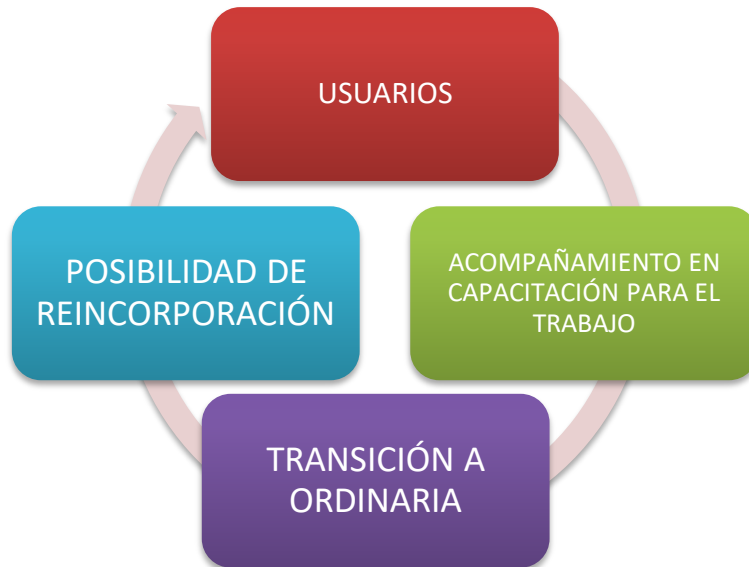 USUARIOS
ACOMPAÑAMIENTO EN
CAPACITACIÓN PARA EL
TRABAJO
TRANSICIÓN A
ORDINARIA
POSIBILIDAD DE
REINCORPORACIÓN